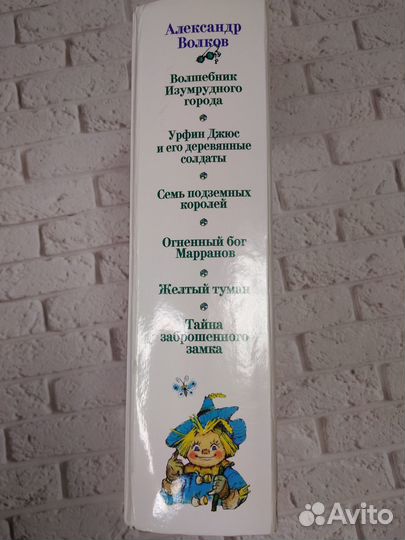 Александр
Волков
Волшебник
Изумрудного
города
Урфин Джюс
и его деревянные
солдаты
Семь подземных
королей
Огненный бог
Марранов
Желтый туман
Тайна
заброшенного
замка
Avito